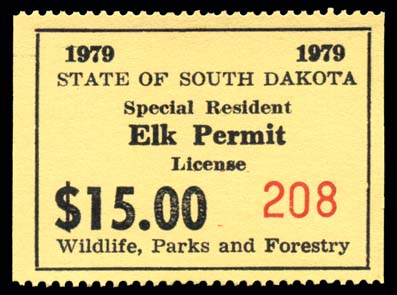 1979 1979
STATE OF SOUTH DAKOTA
Special Resident
Elk Permit
License
$15.00 208
Wildlife, Parks and Forestry